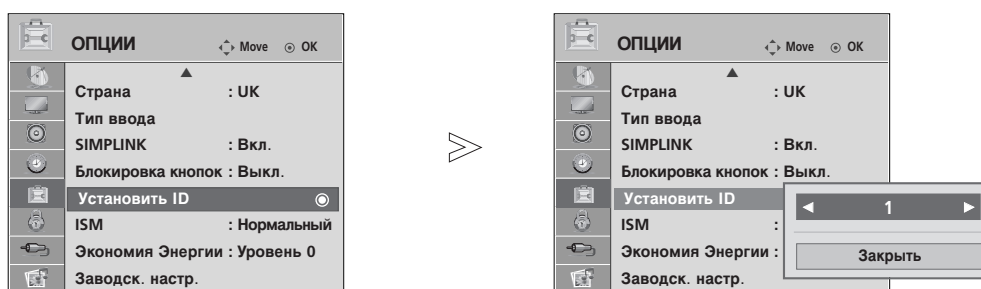 ОПЦИИ Move OK
Страна : UK
Тип ввода
SIMPLINK : Вкл.
Блокировка кнопок : Выкл.
Установить ID
ISM : Нормальный
Экономия Энергии : Уровень 0
Заводск. настр.
ОПЦИИ Move OK
Страна : UK
Тип ввода
SIMPLINK : Вкл.
Блокировка кнопок : Выкл.
Установить ID
ISM :
Экономия Энергии :
Заводск. настр.
1
Закрыть